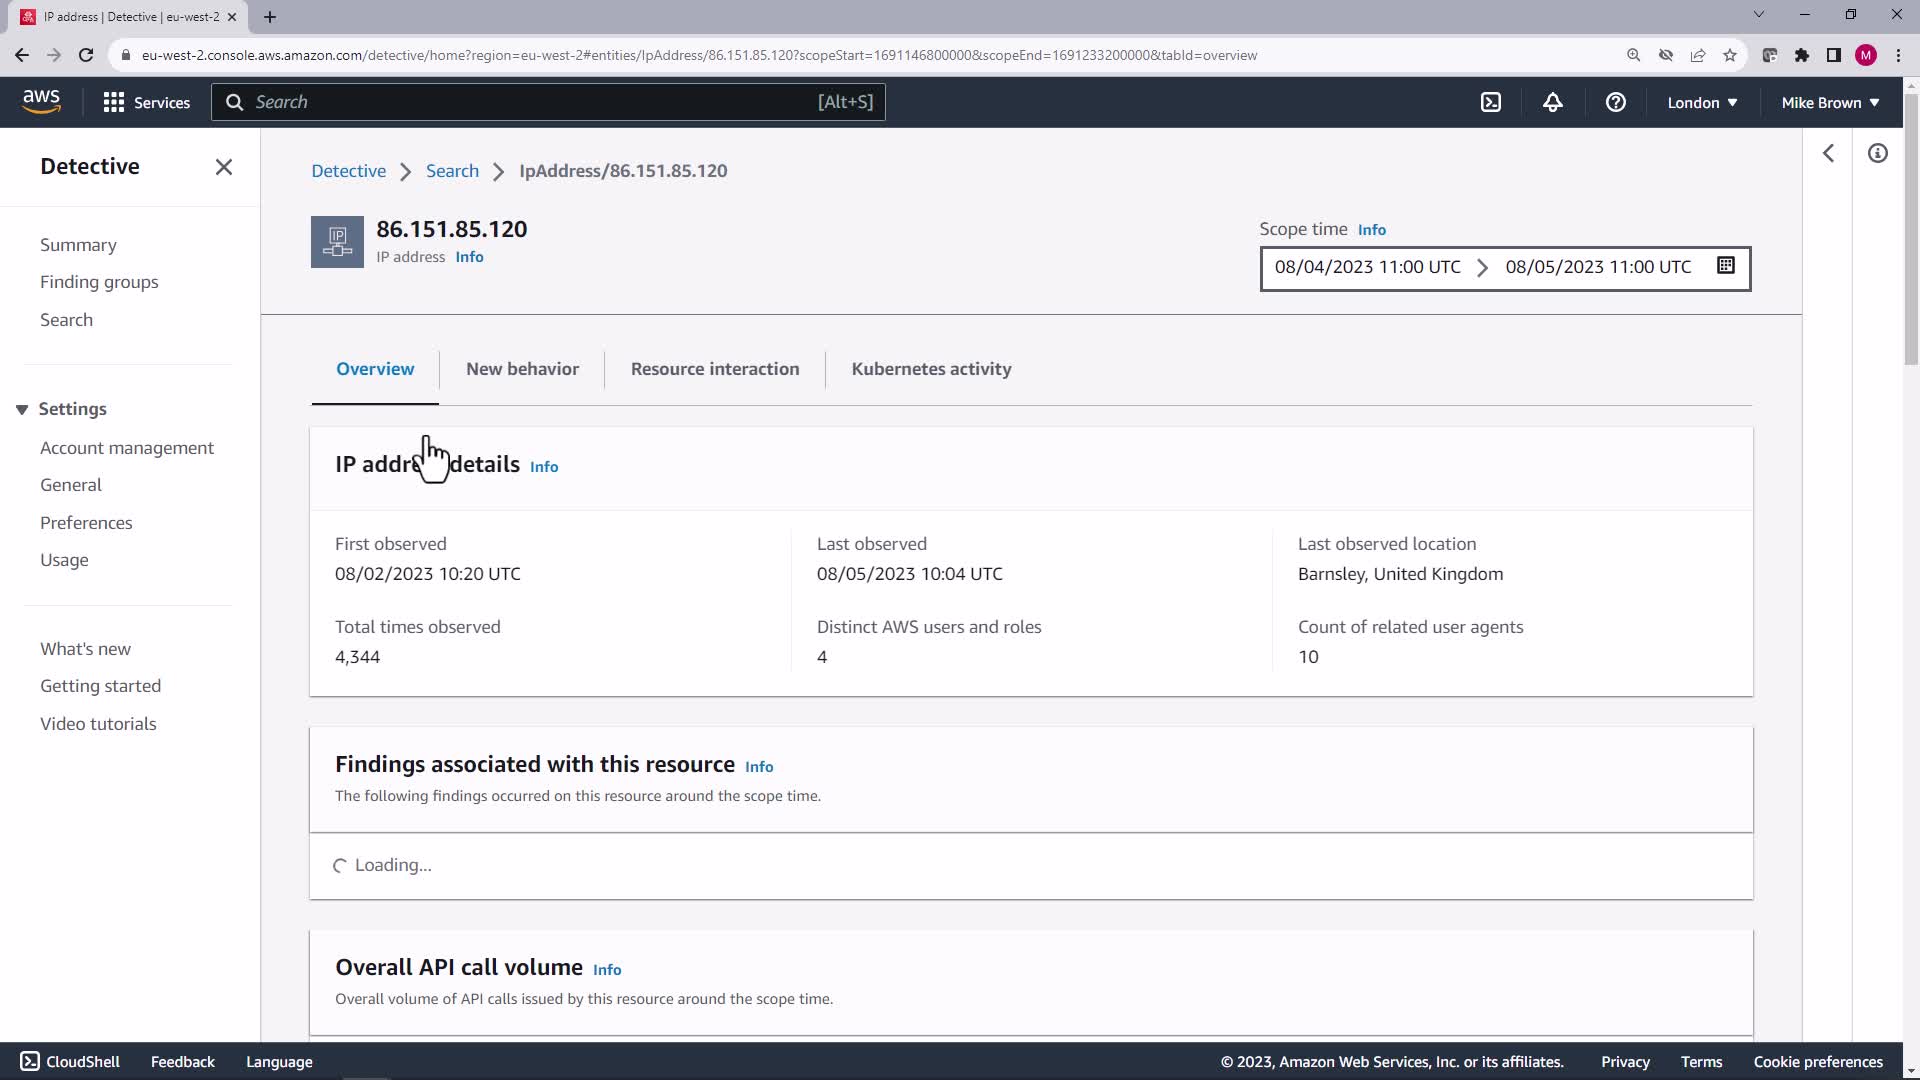 IP address | Detective | eu-west-2
eu-west-2.console.aws.amazon.com/detective/home?region=eu-west-2#entities/IpAddress/86.151.85.120?scopeStart=1691146800000&scopeEnd=1691233200000&tabId=overview
M
aws
Services
Search
[Alt+S]
London
Mike Brown
Detective
Summary
Finding groups
Search
Settings
Account management
General
Preferences
Usage
What's new
Getting started
Video tutorials
Detective
Search
IpAddress/86.151.85.120
IP
86.151.85.120
IP address Info
Scope time Info
08/04/2023 11:00 UTC
08/05/2023 11:00 UTC
Overview
New behavior
Resource interaction
Kubernetes activity
IP addre details Info
First observed
08/02/2023 10:20 UTC
Last observed
08/05/2023 10:04 UTC
Last observed location
Barnsley, United Kingdom
Total times observed
4,344
Distinct AWS users and roles
4
Count of related user agents
10
Findings associated with this resource Info
The following findings occurred on this resource around the scope time.
Loading...
Overall API call volume Info
Overall volume of API calls issued by this resource around the scope time.
CloudShell
Feedback
Language
© 2023, Amazon Web Services, Inc. or its affiliates.
Privacy
Terms
Cookie preferences